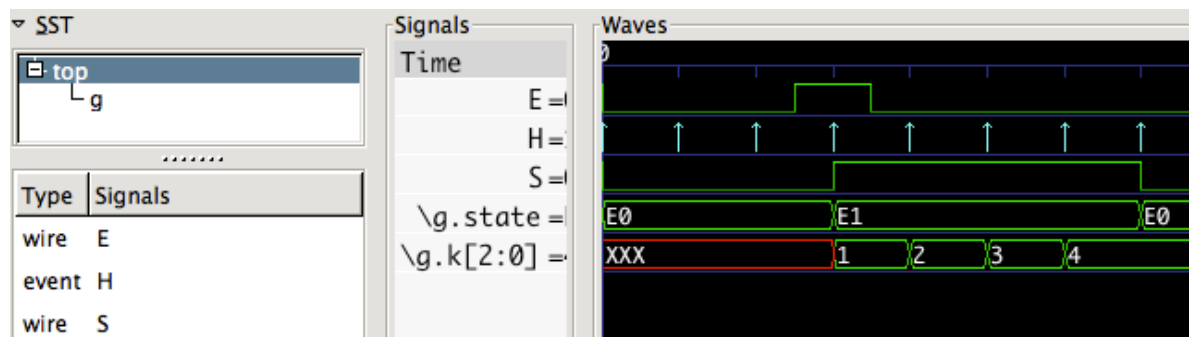 SST
top
g
Type Signals
wire E
event H
wire S
Signals
Time
E =
H =
S =
\g.state =
\g.k[2:0] =
Waves
0
E0 E1 E0
XXX 1 2 3 4